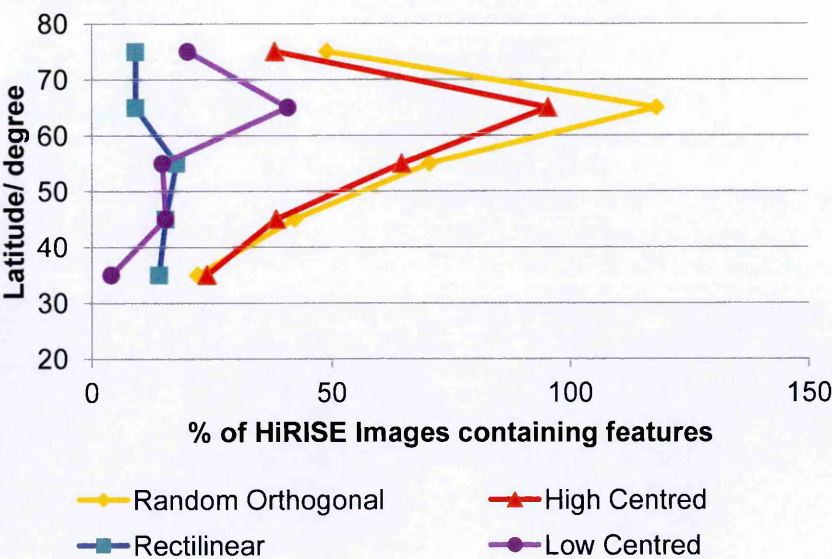 80
70
60
50
40
30
20
Latitude/ degree
0 50 100 150
% of HiRISE Images containing features
Random Orthogonal High Centred
Rectilinear Low Centred